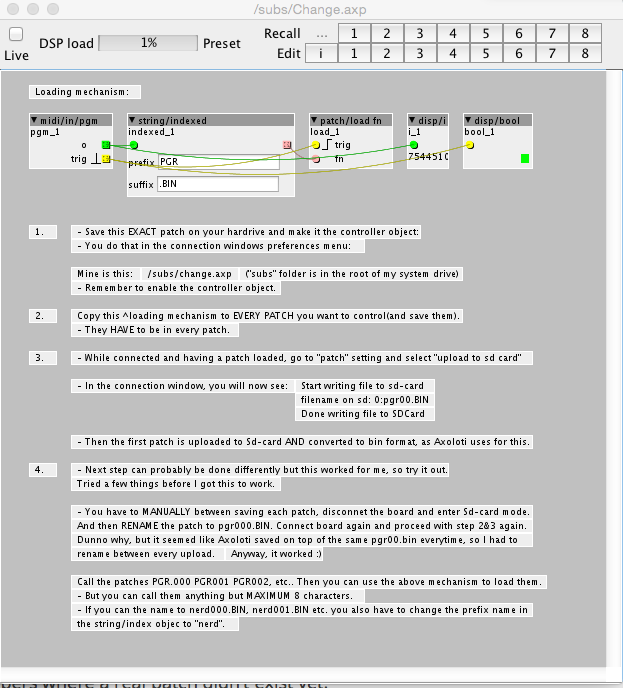 /subs/Change.axp
Live
DSP load 1% Preset
Recall ... 1 2 3 4 5 6 7 8
Edit i 1 2 3 4 5 6 7 8
Loading mechanism:
▼ midi/in/pgm
pgm_1
o
trig
▼ string/indexed
indexed_1
prefix PGR
suffix .BIN
▼ patch/load fn
load_1
trig
fn
▼ disp/i
i_1
7544510
▼ disp/bool
bool_1
1. - Save this EXACT patch on your hardrive and make it the controller object:
- You do that in the connection windows preferences menu:
Mine is this: /subs/change.axp ("subs" folder is in the root of my system drive)
- Remember to enable the controller object.
2. Copy this ^loading mechanism to EVERY PATCH you want to control(and save them).
- They HAVE to be in every patch.
3. - While connected and having a patch loaded, go to "patch" setting and select "upload to sd card"
- In the connection window, you will now see: Start writing file to sd-card
filename on sd: 0:pgr00.BIN
Done writing file to SDCard
- Then the first patch is uploaded to Sd-card AND converted to bin format, as Axoloti uses for this.
4. - Next step can probably be done differently but this worked for me, so try it out.
Tried a few things before I got this to work.
- You have to MANUALLY between saving each patch, disconnet the board and enter Sd-card mode.
And then RENAME the patch to pgr000.BIN. Connect board again and proceed with step 2&3 again.
Dunno why, but it seemed like Axoloti saved on top of the same pgr00.bin everytime, so I had to
rename between every upload. Anyway, it worked :)
Call the patches PGR.000 PGR001 PGR002, etc.. Then you can use the above mechanism to load them.
- But you can call them anything but MAXIMUM 8 characters.
- If you can the name to nerd000.BIN, nerd001.BIN etc. you also have to change the prefix name in
the string/index objec to "nerd".